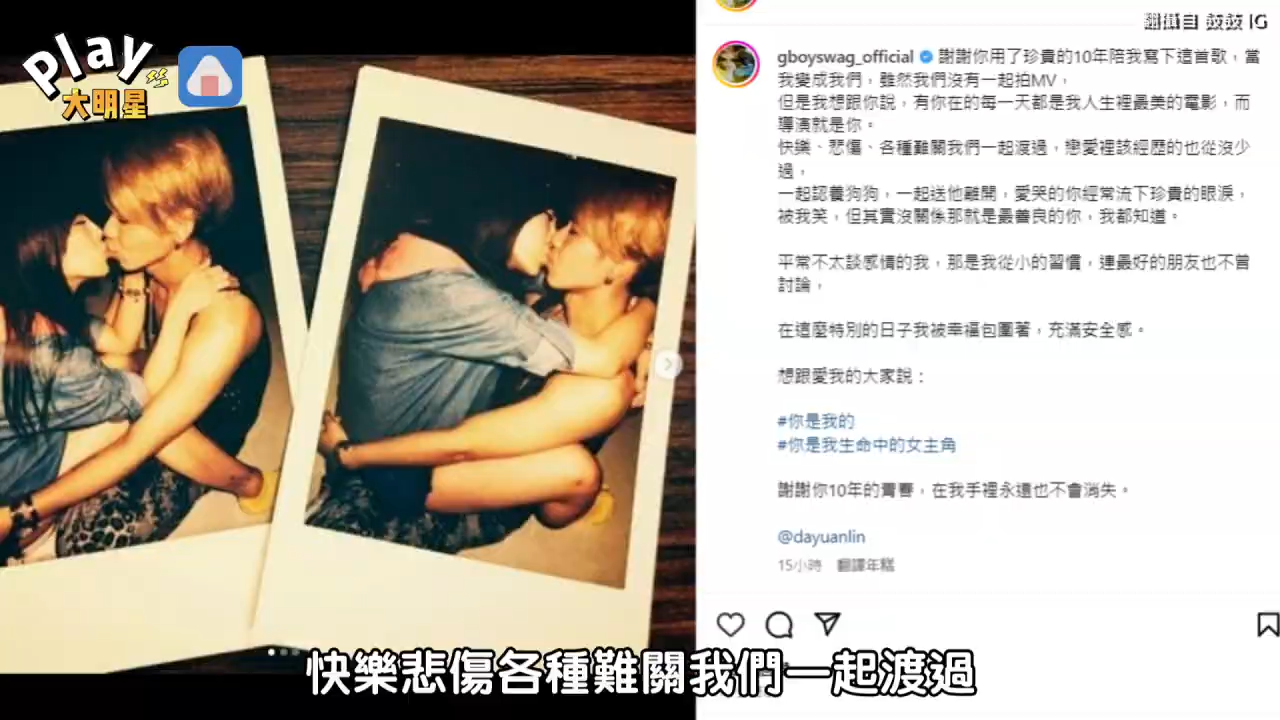 翻攝自 鼓鼓 IG
Play
大明星
gboyswag_official 謝謝你用了珍貴的10年陪我寫下這首歌，當
我變成我們，雖然我們沒有一起拍MV，
但是我想跟你說，有你在的每一天都是我人生裡最美的電影，而
導演就是你。
快樂、悲傷、各種難關我們一起渡過，戀愛裡該經歷的也從沒少
過，
一起認養狗狗，一起送他離開，愛哭的你經常流下珍貴的眼淚，
被我笑，但其實沒關係那就是最善良的你，我都知道。
平常不太談感情的我，那是我從小的習慣，連最好的朋友也不曾
討論，
在這麼特別的日子我被幸福包圍著，充滿安全感。
想跟愛我的大家說：
#你是我的
#你是我生命中的女主角
謝謝你10年的青春，在我手裡永遠也不會消失。
@dayuanlin
15小時 翻譯年糕
快樂悲傷各種難關我們一起渡過